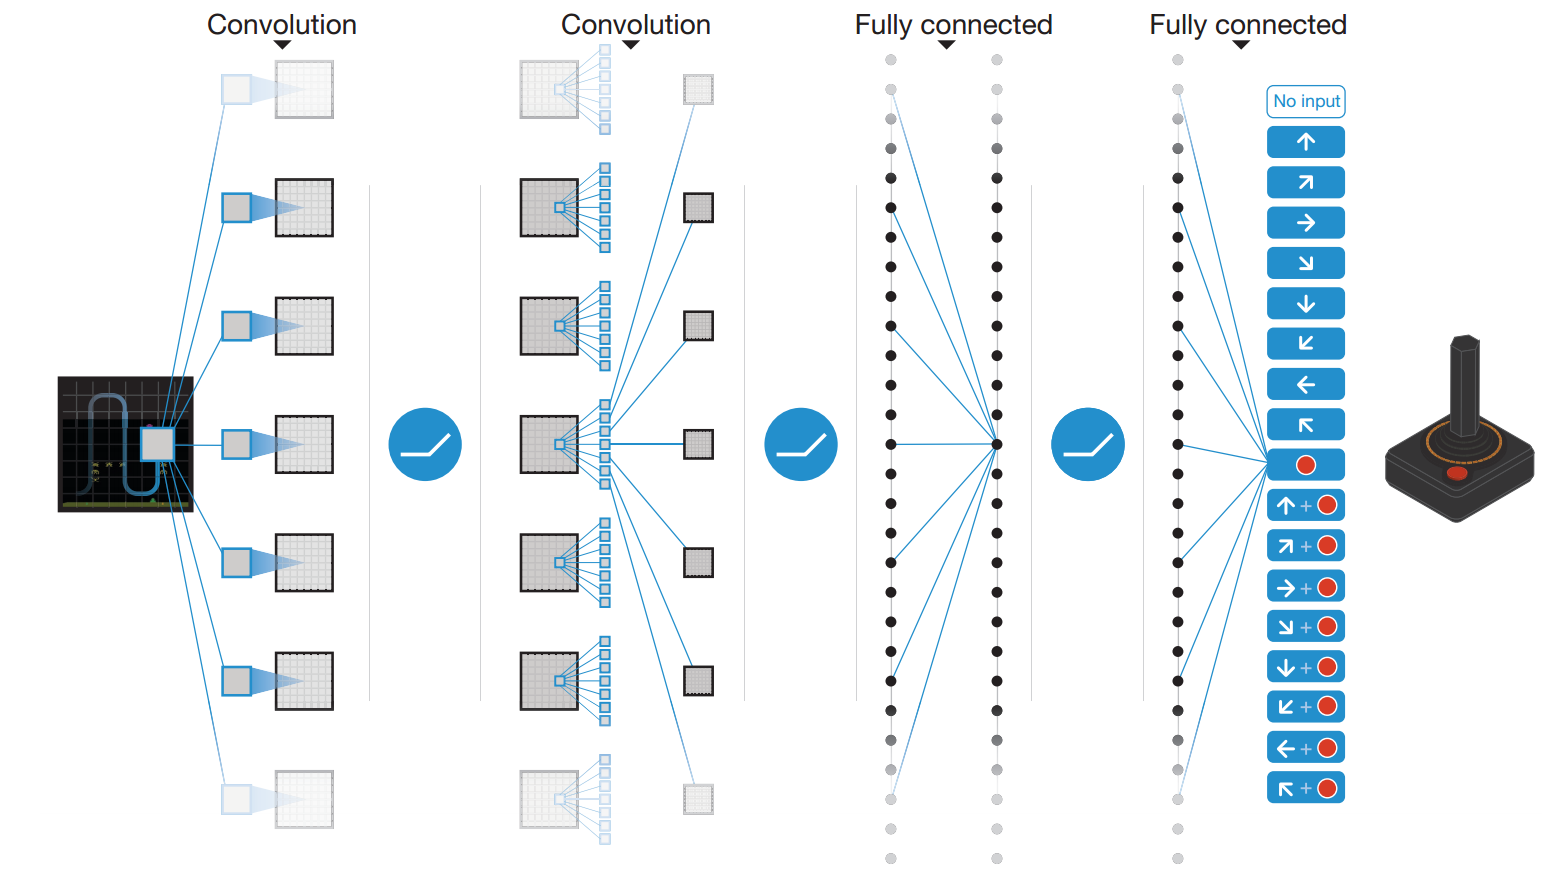 Convolution
Convolution
Fully connected
Fully connected
No input
+
+
+
+
+
+
+
+